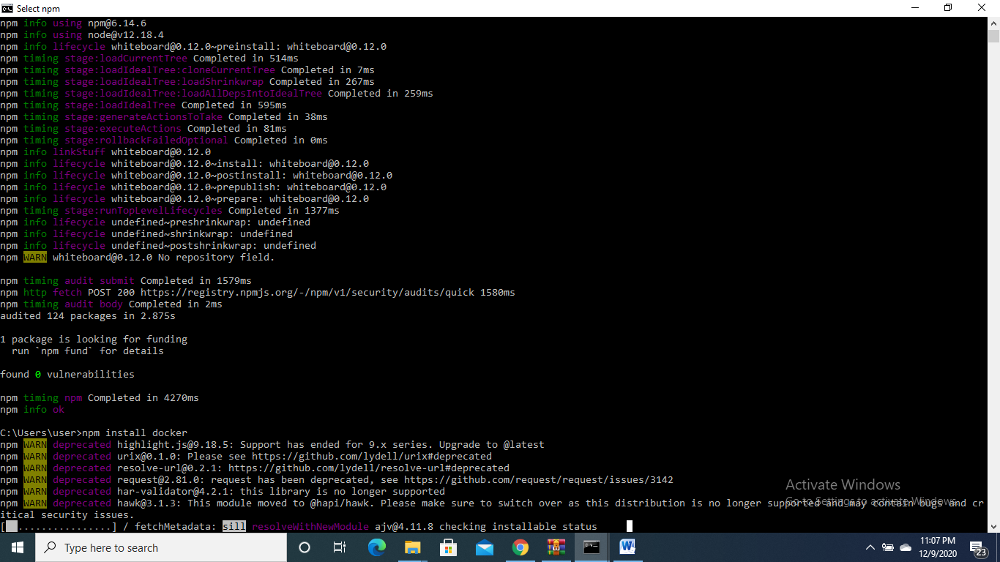 Select npm
npm info using npm@6.14.6
npm info using node@v12.18.4
npm info lifecycle whiteboard@0.12.0~preinstall: whiteboard@0.12.0
npm timing stage:loadCurrentTree Completed in 514ms
npm timing stage:loadIdealTree:cloneCurrentTree Completed in 7ms
npm timing stage:loadIdealTree:loadShrinkwrap Completed in 267ms
npm timing stage:loadIdealTree:loadAllDepsIntoIdealTree Completed in 259ms
npm timing stage:loadIdealTree Completed in 595ms
npm timing stage:generateActionsToTake Completed in 38ms
npm timing stage:executeActions Completed in 81ms
npm timing stage:rollbackFailedOptional Completed in 0ms
npm info linkStuff whiteboard@0.12.0
npm info lifecycle whiteboard@0.12.0~install: whiteboard@0.12.0
npm info lifecycle whiteboard@0.12.0~postinstall: whiteboard@0.12.0
npm info lifecycle whiteboard@0.12.0~prepublish: whiteboard@0.12.0
npm info lifecycle whiteboard@0.12.0~prepare: whiteboard@0.12.0
npm timing stage:runTopLevelLifecycles Completed in 1377ms
npm info lifecycle undefined~preshrinkwrap: undefined
npm info lifecycle undefined~shrinkwrap: undefined
npm info lifecycle undefined~postshrinkwrap: undefined
npm WARN whiteboard@0.12.0 No repository field.
npm timing audit submit Completed in 1579ms
npm http fetch POST 200 https://registry.npmjs.org/-/npm/v1/security/audits/quick 1580ms
npm timing audit body Completed in 2ms
audited 124 packages in 2.875s
1 package is looking for funding
run `npm fund` for details
found 0 vulnerabilities
npm timing npm Completed in 4270ms
npm info ok
C:\Users\user>npm install docker
npm WARN deprecated highlight.js@9.18.5: Support has ended for 9.x series. Upgrade to @latest
npm WARN deprecated urix@0.1.0: Please see https://github.com/lydell/urix#deprecated
npm WARN deprecated resolve-url@0.2.1: https://github.com/lydell/resolve-url#deprecated
npm WARN deprecated request@2.81.0: request has been deprecated, see https://github.com/request/request/issues/3142
npm WARN deprecated har-validator@4.2.1: this library is no longer supported
npm WARN deprecated hawk@3.1.3: This module moved to @hapi/hawk. Please make sure to switch over as this distribution is no longer supported and may contain bugs and cr
itical security issues.
[ ................] / fetchMetadata: sill resolveWithNewModule ajv@4.11.8 checking installable status
Activate Windows
Go to Settings to activate Windows.
Type here to search
11:07 PM
12/9/2020
23